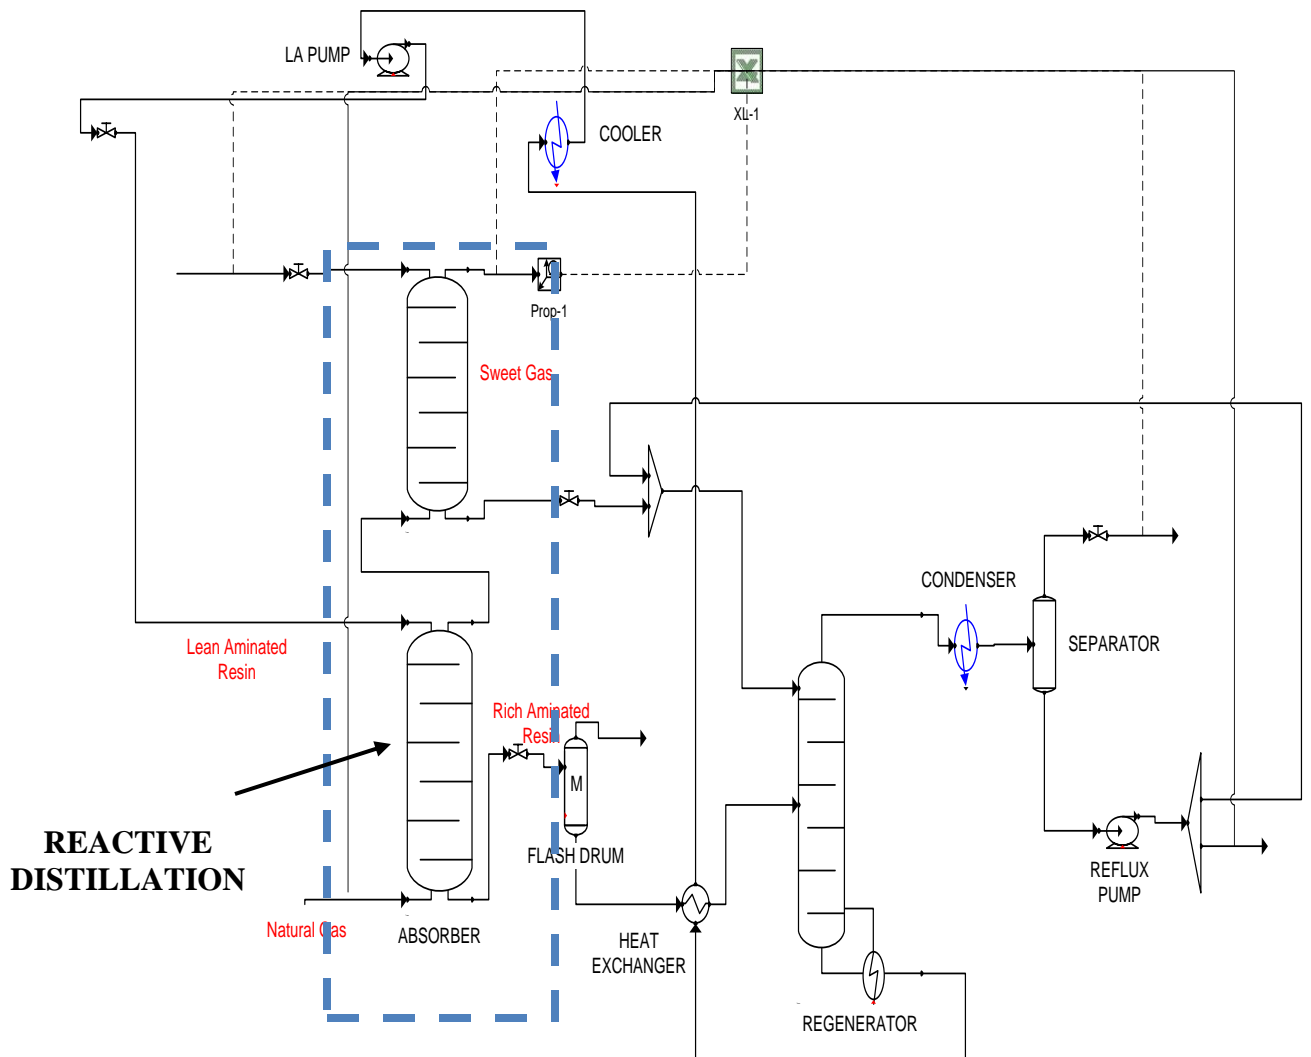 LA PUMP
XL-1
COOLER
Prop-1
Sweet Gas
CONDENSER
SEPARATOR
Lean Aminated
Resin
Rich Aminated
Resin
M
REACTIVE
DISTILLATION
FLASH DRUM
REFLUX
PUMP
Natural Gas
ABSORBER
HEAT
EXCHANGER
REGENERATOR